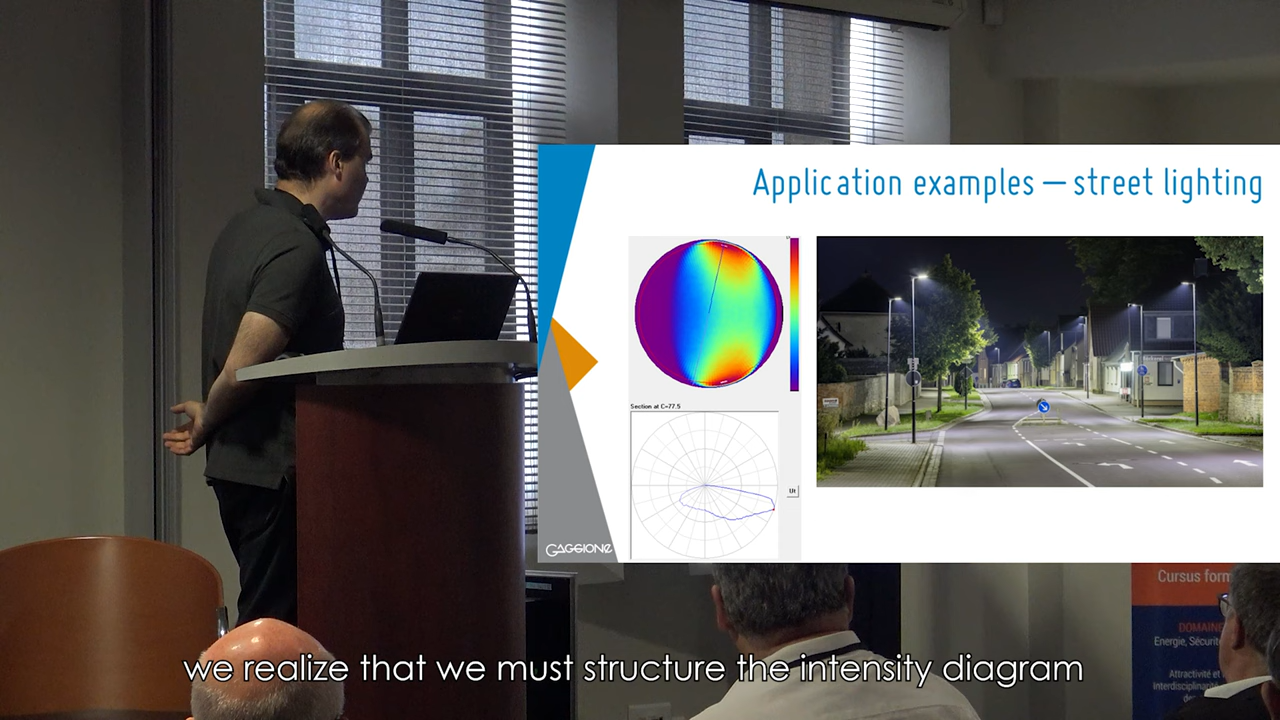 Application examples – street lighting
Section at C=77.5
GAGGIONE
Cursus form
DOMAINE
Energie, Sécurité
Attractivité et
Interdisciplinarité
we realize that we must structure the intensity diagram